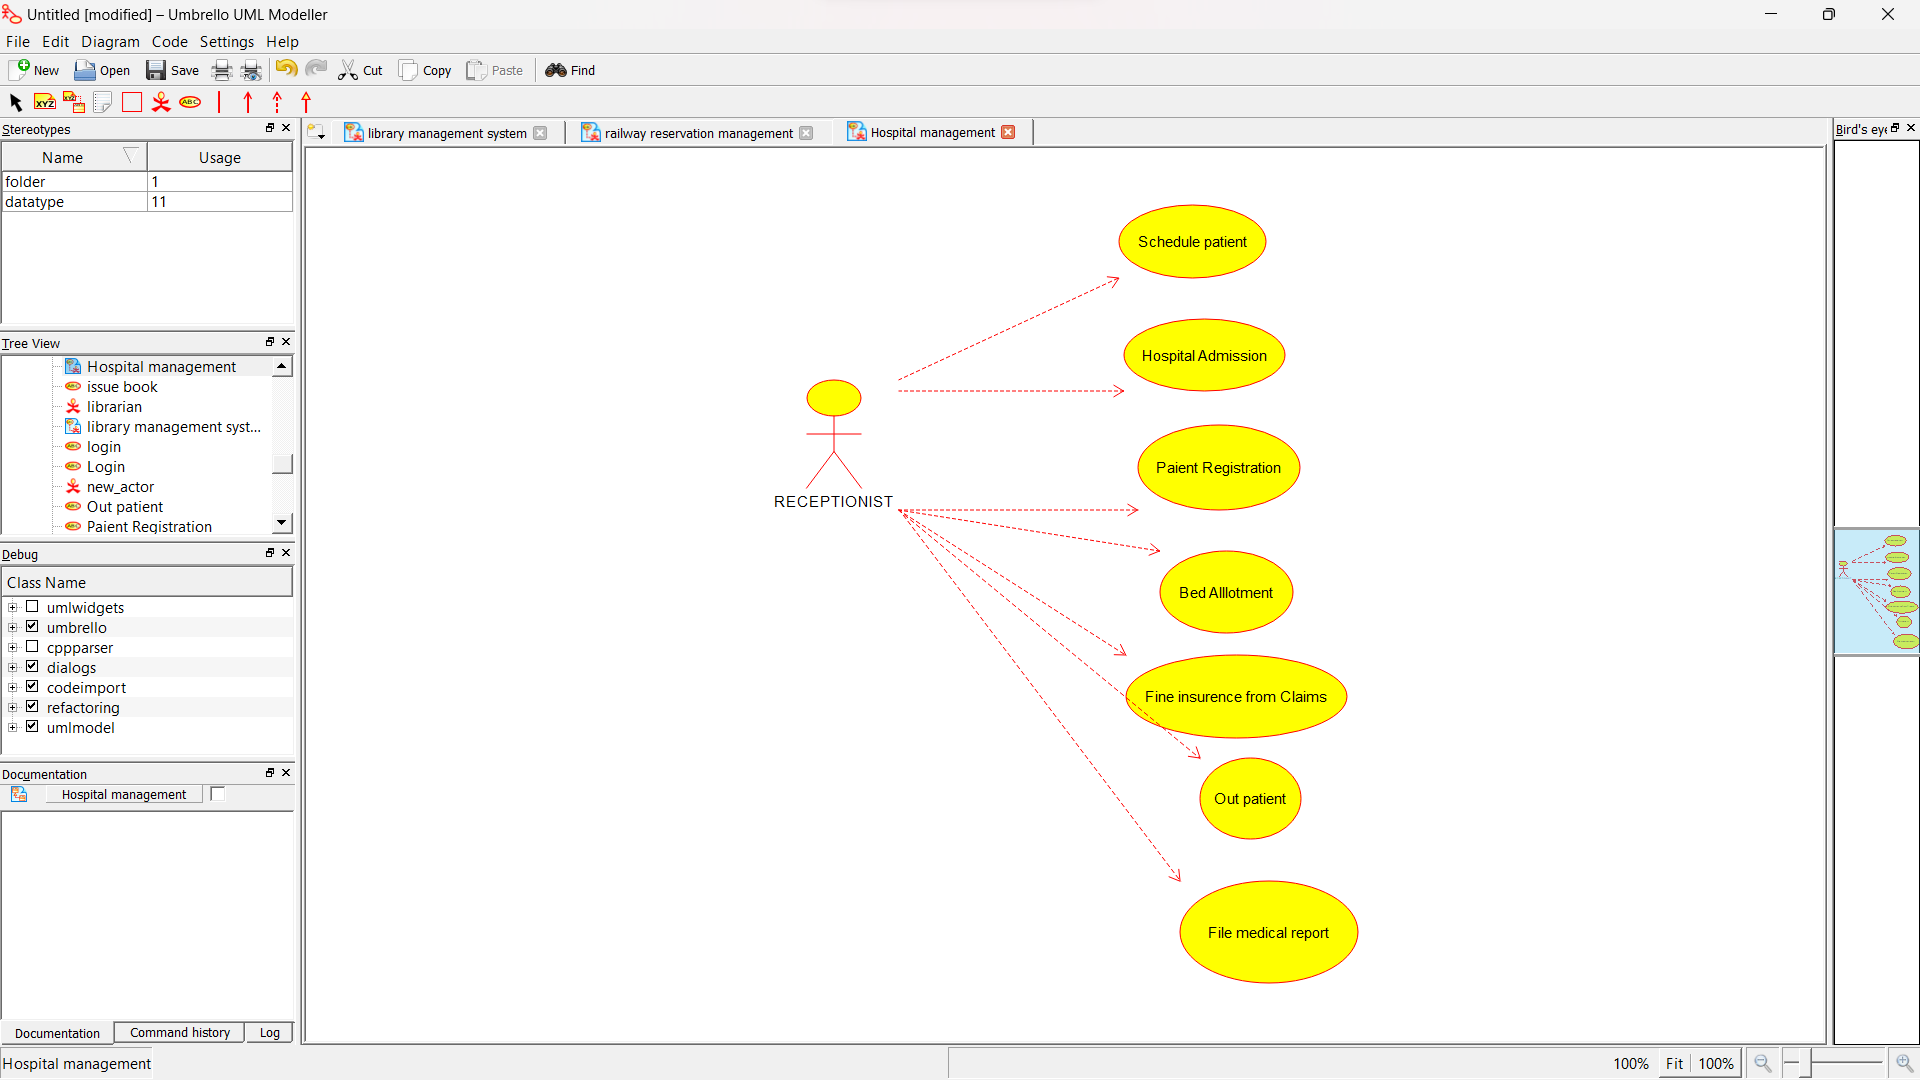 Untitled [modified] – Umbrello UML Modeller
File Edit Diagram Code Settings Help
New Open Save Cut Copy Paste Find
XYZ XYZ ABC
Stereotypes
Name Usage
folder 1
datatype 11
Tree View
Hospital management
issue book
librarian
library management syst...
login
Login
new_actor
Out patient
Paient Registration
Debug
Class Name
umlwidgets
umbrello
cppparser
dialogs
codeimport
refactoring
umlmodel
Documentation
Hospital management
Documentation Command history Log
library management system railway reservation management Hospital management
Schedule patient
Hospital Admission
Paient Registration
RECEPTIONIST
Bed Alllotment
Fine insurence from Claims
Out patient
File medical report
Bird's eye
Hospital management
100% Fit 100%